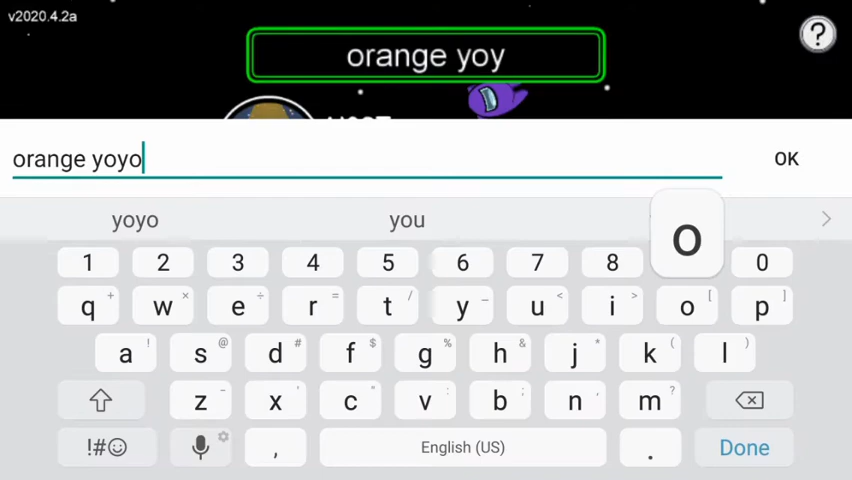 v2020.4.2a
orange yoy
?
orange yoyo
OK
yoyo you
o
1 2 3 4 5 6 7 8 0
q + w × e ÷ r = t / y _ u < i > o [ p ]
a ! s @ d # f $ g % h & j * k ( l )
z - x ' c " v : b ; n , m ?
!#☺ , English (US) . Done